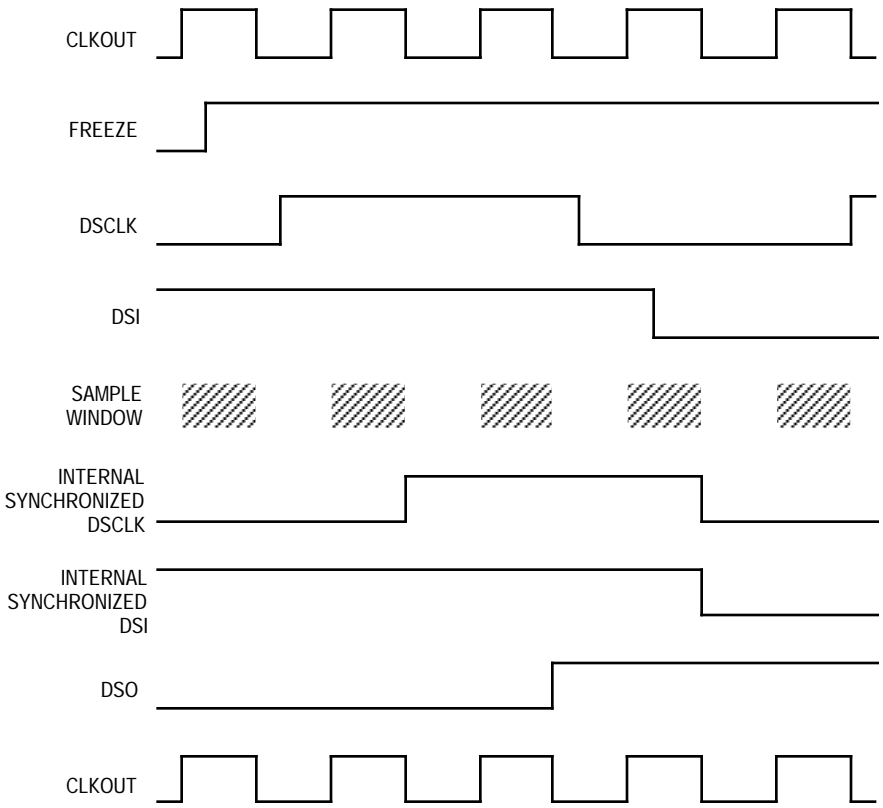 CLKOUT
FREEZE
DSCLK
DSI
SAMPLE
WINDOW
INTERNAL
SYNCHRONIZED
DSCLK
INTERNAL
SYNCHRONIZED
DSI
DSO
CLKOUT